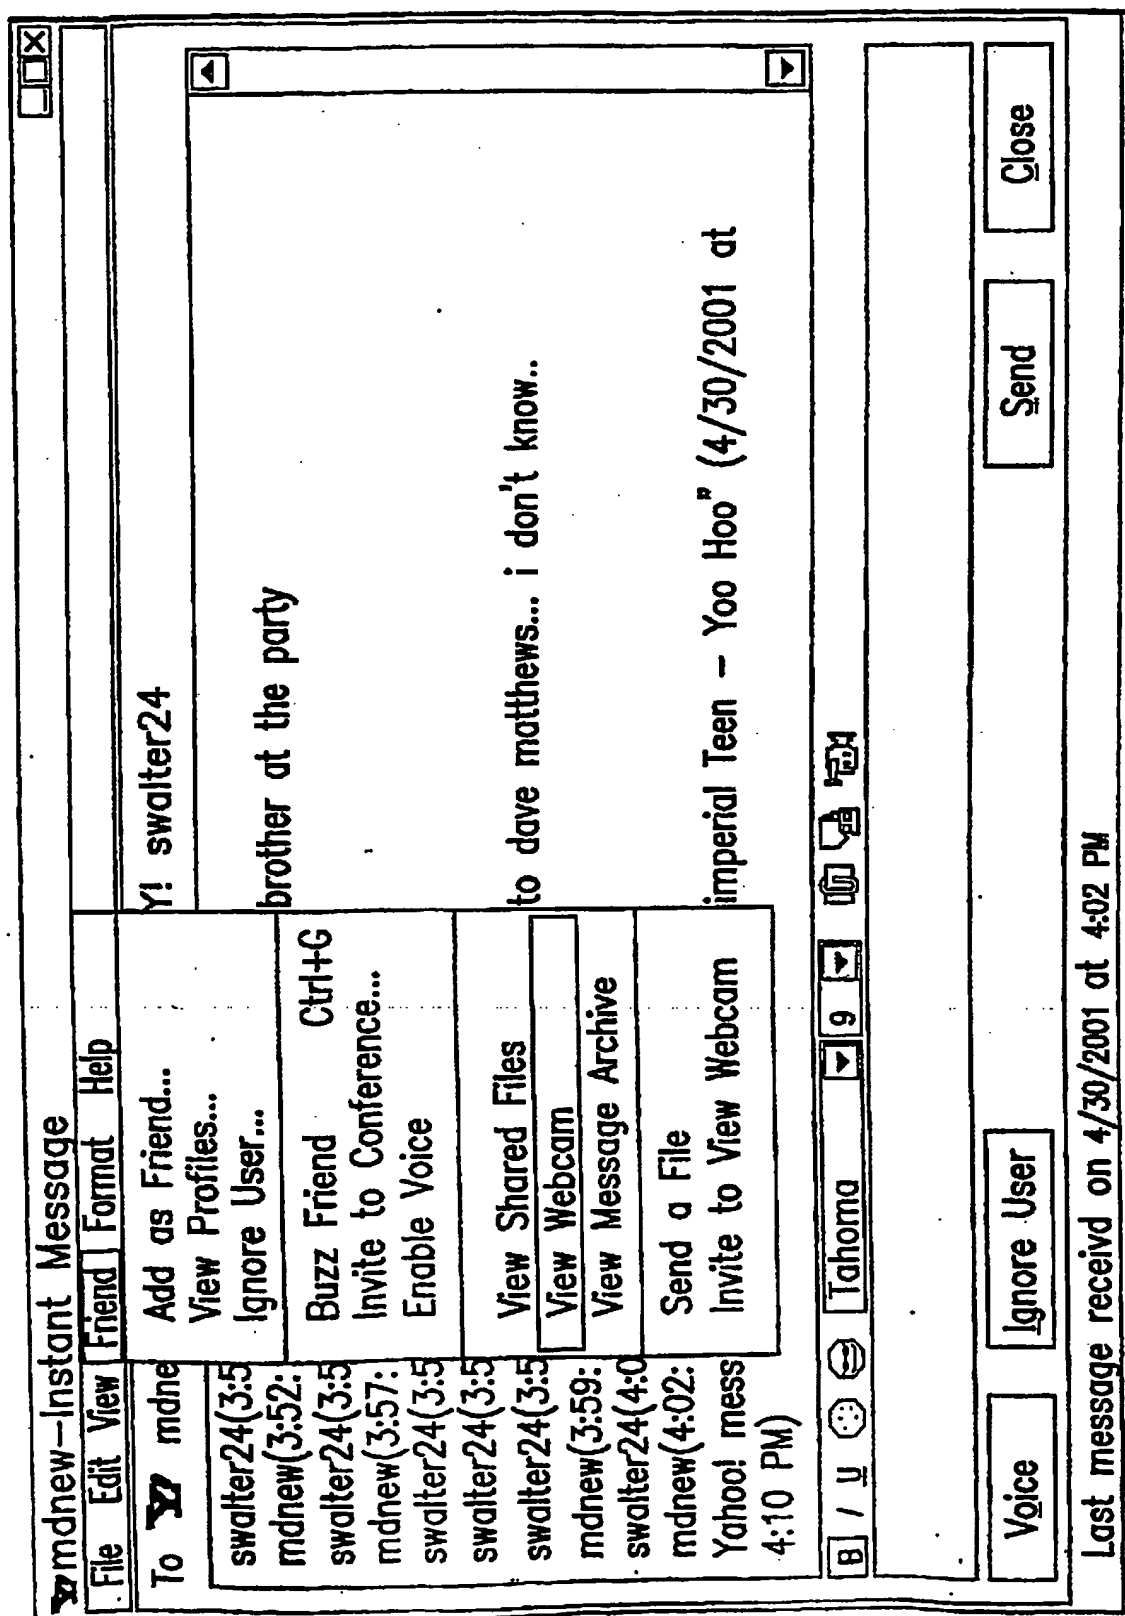 mdnew-Instant Message
File Edit View Friend Format Help
To mdne Y! swalter24
Add as Friend...
View Profiles...
Ignore User...
Buzz Friend Ctrl+G
Invite to Conference...
Enable Voice
View Shared Files
View Webcam
View Message Archive
Send a File
Invite to View Webcam
swalter24(3:5
mdnew(3:52: brother at the party
swalter24(3:5
mdnew(3:57:
swalter24(3:5
swalter24(3:5
swalter24(3:5 to dave matthews... i don't know..
mdnew(3:59:
swalter24(4:0
mdnew(4:02:
Yahoo! mess imperial Teen – Yoo Hoo" (4/30/2001 at
4:10 PM)
B / U Tahoma 9
Voice Ignore User Send Close
Last message receivd on 4/30/2001 at 4:02 PM